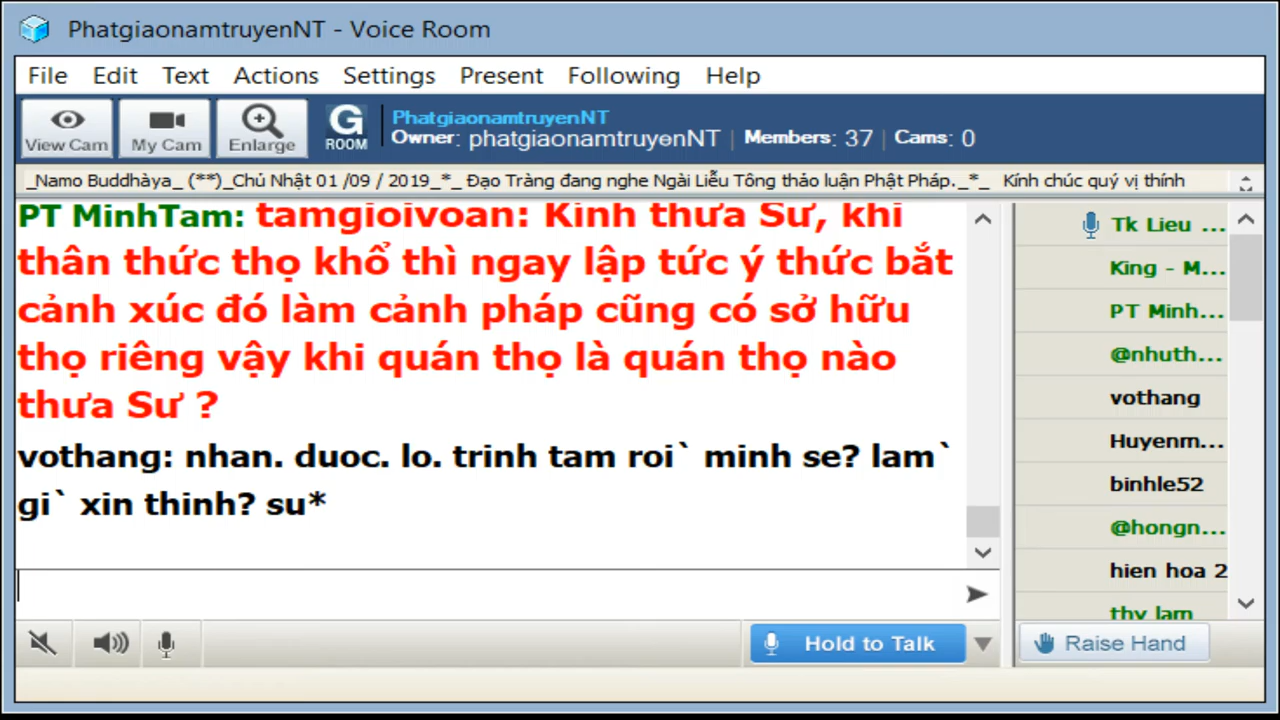 PhatgiaonamtruyenNT - Voice Room
File Edit Text Actions Settings Present Following Help
View Cam My Cam Enlarge G ROOM
PhatgiaonamtruyenNT
Owner: phatgiaonamtruyenNT | Members: 37 | Cams: 0
_Namo Buddhàya_ (**)_Chủ Nhật 01 /09 / 2019_*_ Đạo Tràng đang nghe Ngài Liễu Tông thảo luận Phật Pháp._*_ Kính chúc quý vị thính
PT MinhTam: tamgioivoan: Kính thưa Sư, khi
thân thức thọ khổ thì ngay lập tức ý thức bắt
cảnh xúc đó làm cảnh pháp cũng có sở hữu
thọ riêng vậy khi quán thọ là quán thọ nào
thưa Sư ?
vothang: nhan. duoc. lo. trinh tam roi` minh se? lam`
gi` xin thinh? su*
Tk Lieu ...
King - M...
PT Minh...
@nhuth...
vothang
Huyenm...
binhle52
@hongn...
hien hoa 2
thy lam
Hold to Talk
Raise Hand